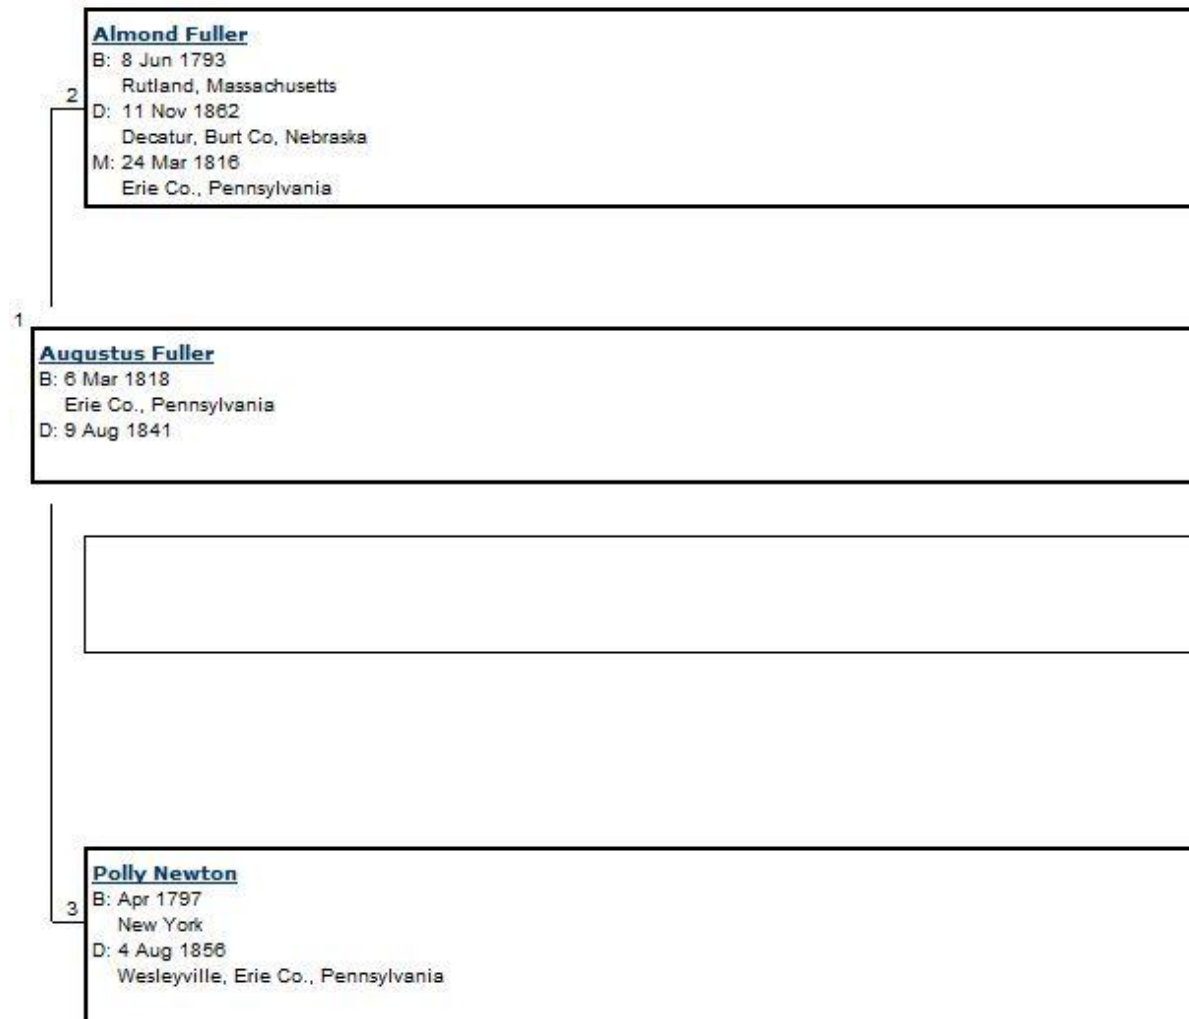 Almond Fuller
B: 8 Jun 1793
Rutland, Massachusetts
2
D: 11 Nov 1862
Decatur, Burt Co, Nebraska
M: 24 Mar 1816
Erie Co., Pennsylvania
1
Augustus Fuller
B: 6 Mar 1818
Erie Co., Pennsylvania
D: 9 Aug 1841
Polly Newton
B: Apr 1797
3
New York
D: 4 Aug 1856
Wesleyville, Erie Co., Pennsylvania